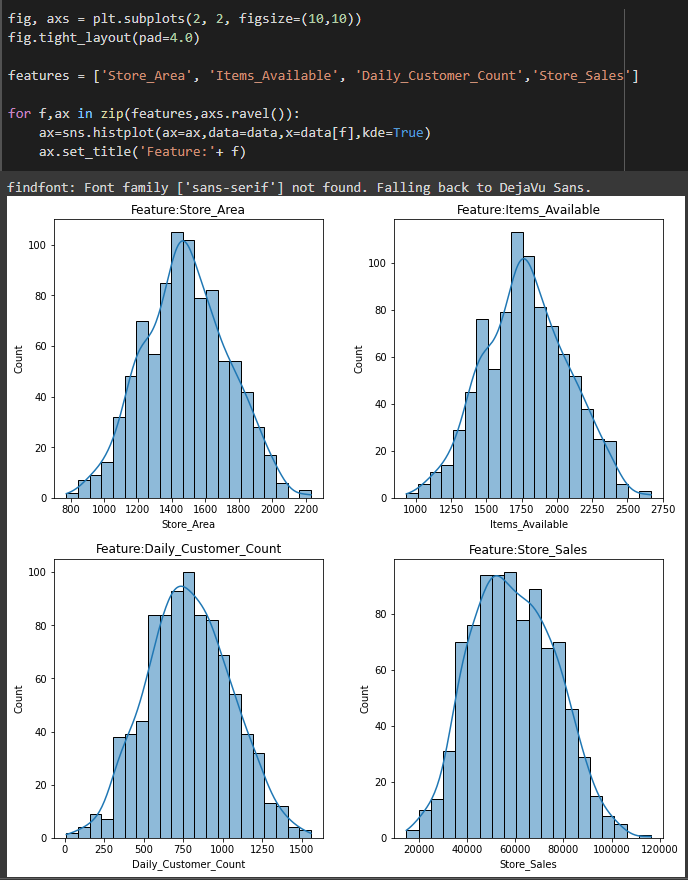 fig, axs = plt.subplots(2, 2, figsize=(10,10))
fig.tight_layout(pad=4.0)
features = ['Store_Area', 'Items_Available', 'Daily_Customer_Count','Store_Sales']
for f,ax in zip(features,axs.ravel()):
    ax=sns.histplot(ax=ax,data=data,x=data[f],kde=True)
    ax.set_title('Feature:'+ f)
findfont: Font family ['sans-serif'] not found. Falling back to DejaVu Sans.
Feature:Store_Area
100
80
60
40
20
0
Count
800 1000 1200 1400 1600 1800 2000 2200
Store_Area
Feature:Items_Available
100
80
60
40
20
0
Count
1000 1250 1500 1750 2000 2250 2500 2750
Items_Available
Feature:Daily_Customer_Count
100
80
60
40
20
0
Count
0 250 500 750 1000 1250 1500
Daily_Customer_Count
Feature:Store_Sales
80
60
40
20
0
Count
20000 40000 60000 80000 100000 120000
Store_Sales